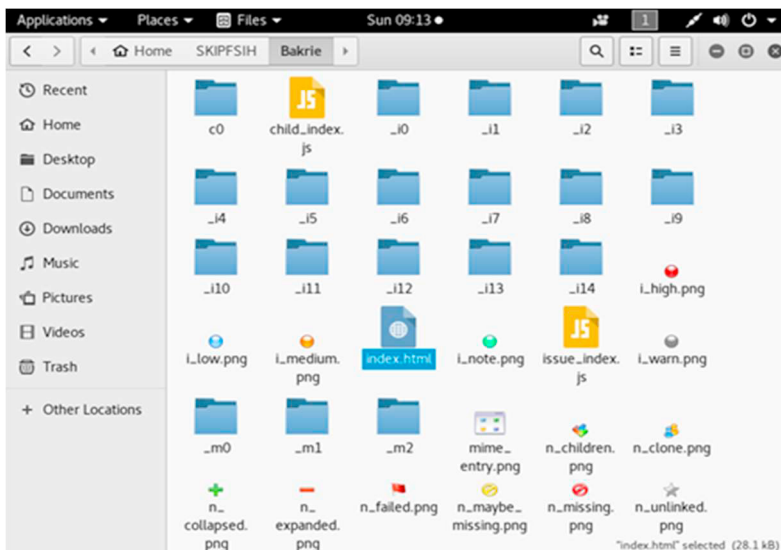 Applications Places Files Sun 09:13 1
Home SKIPFSIH Bakrie
Recent
Home
Desktop
Documents
Downloads
Music
Pictures
Videos
Trash
+ Other Locations
c0 child_index. _i0 _i1 _i2 _i3
js
JS
_i4 _i5 _i6 _i7 _i8 _i9
_i10 _i11 _i12 _i13 _i14 i_high.png
JS
i_low.png i_medium. index.html i_note.png issue_index. i_warn.png
png js
_m0 _m1 _m2 mime_ n_children. n_clone.png
entry.png png
n_ n_ n_failed.png n_maybe_ n_missing. n_unlinked.
collapsed. expanded. missing.png png png
png png
"index.html" selected (28.1 kB)